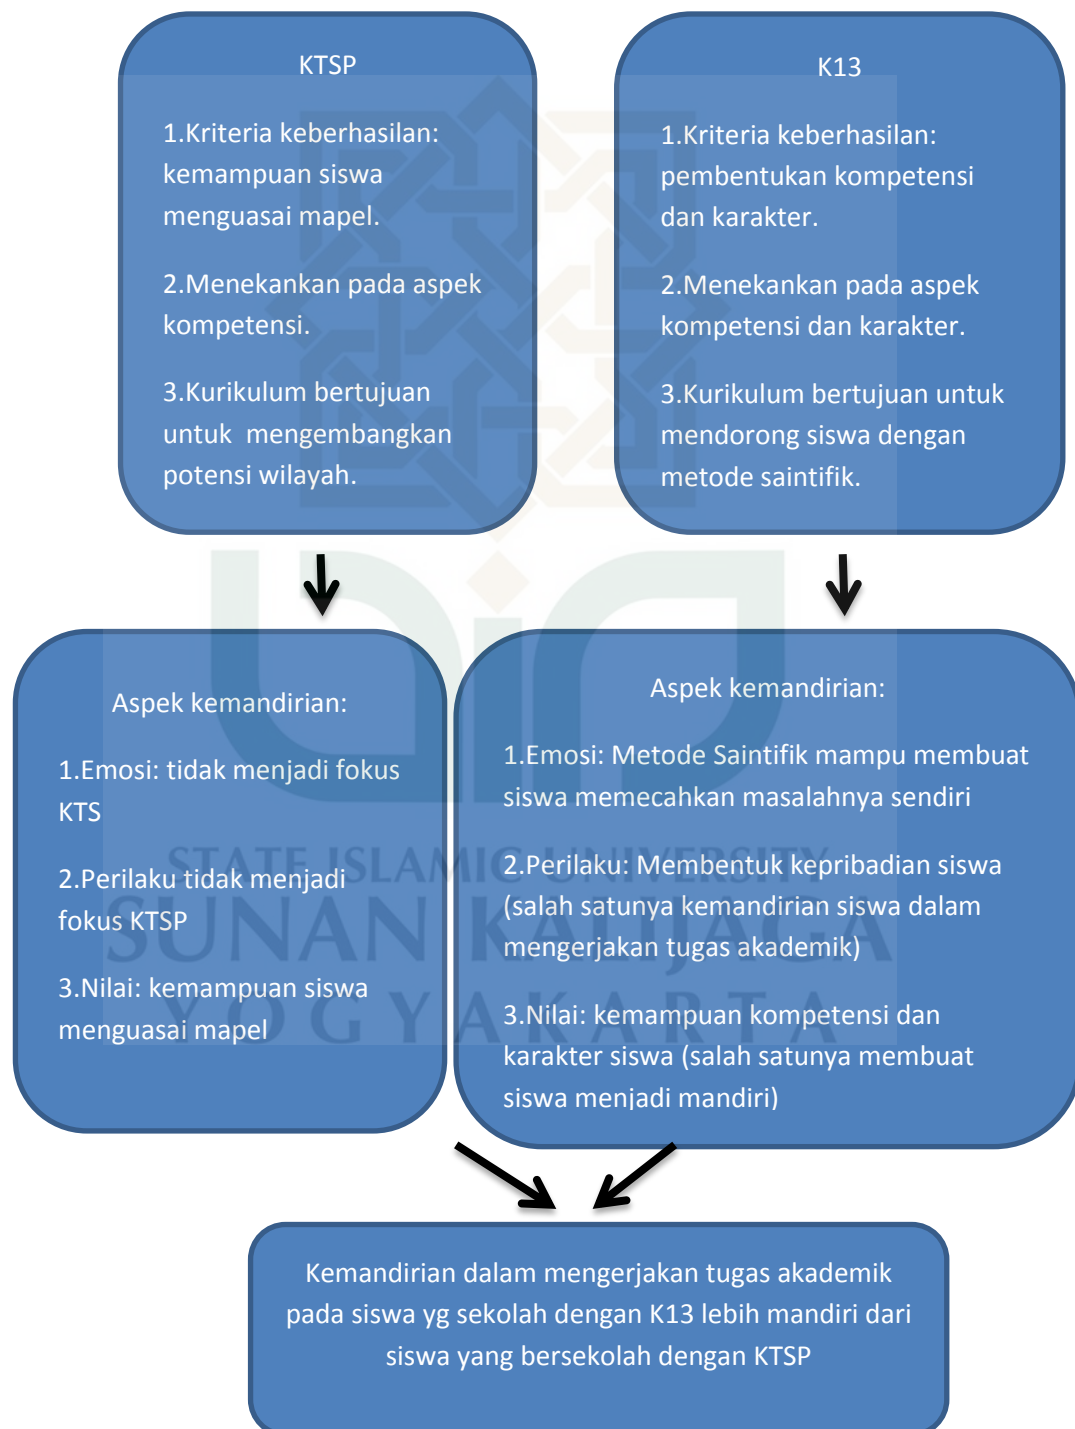 KTSP
1.Kriteria keberhasilan:
kemampuan siswa
menguasai mapel.
2.Menekankan pada aspek
kompetensi.
3.Kurikulum bertujuan
untuk  mengembangkan
potensi wilayah.
K13
1.Kriteria keberhasilan:
pembentukan kompetensi
dan karakter.
2.Menekankan pada aspek
kompetensi dan karakter.
3.Kurikulum bertujuan untuk
mendorong siswa dengan
metode saintifik.
Aspek kemandirian:
1.Emosi: tidak menjadi fokus
KTS
2.Perilaku tidak menjadi
fokus KTSP
3.Nilai: kemampuan siswa
menguasai mapel
Aspek kemandirian:
1.Emosi: Metode Saintifik mampu membuat
siswa memecahkan masalahnya sendiri
2.Perilaku: Membentuk kepribadian siswa
(salah satunya kemandirian siswa dalam
mengerjakan tugas akademik)
3.Nilai: kemampuan kompetensi dan
karakter siswa (salah satunya membuat
siswa menjadi mandiri)
STATE ISLAMIC UNIVERSITY
SUNAN KALIJAGA
YOGYAKARTA
Kemandirian dalam mengerjakan tugas akademik
pada siswa yg sekolah dengan K13 lebih mandiri dari
siswa yang bersekolah dengan KTSP